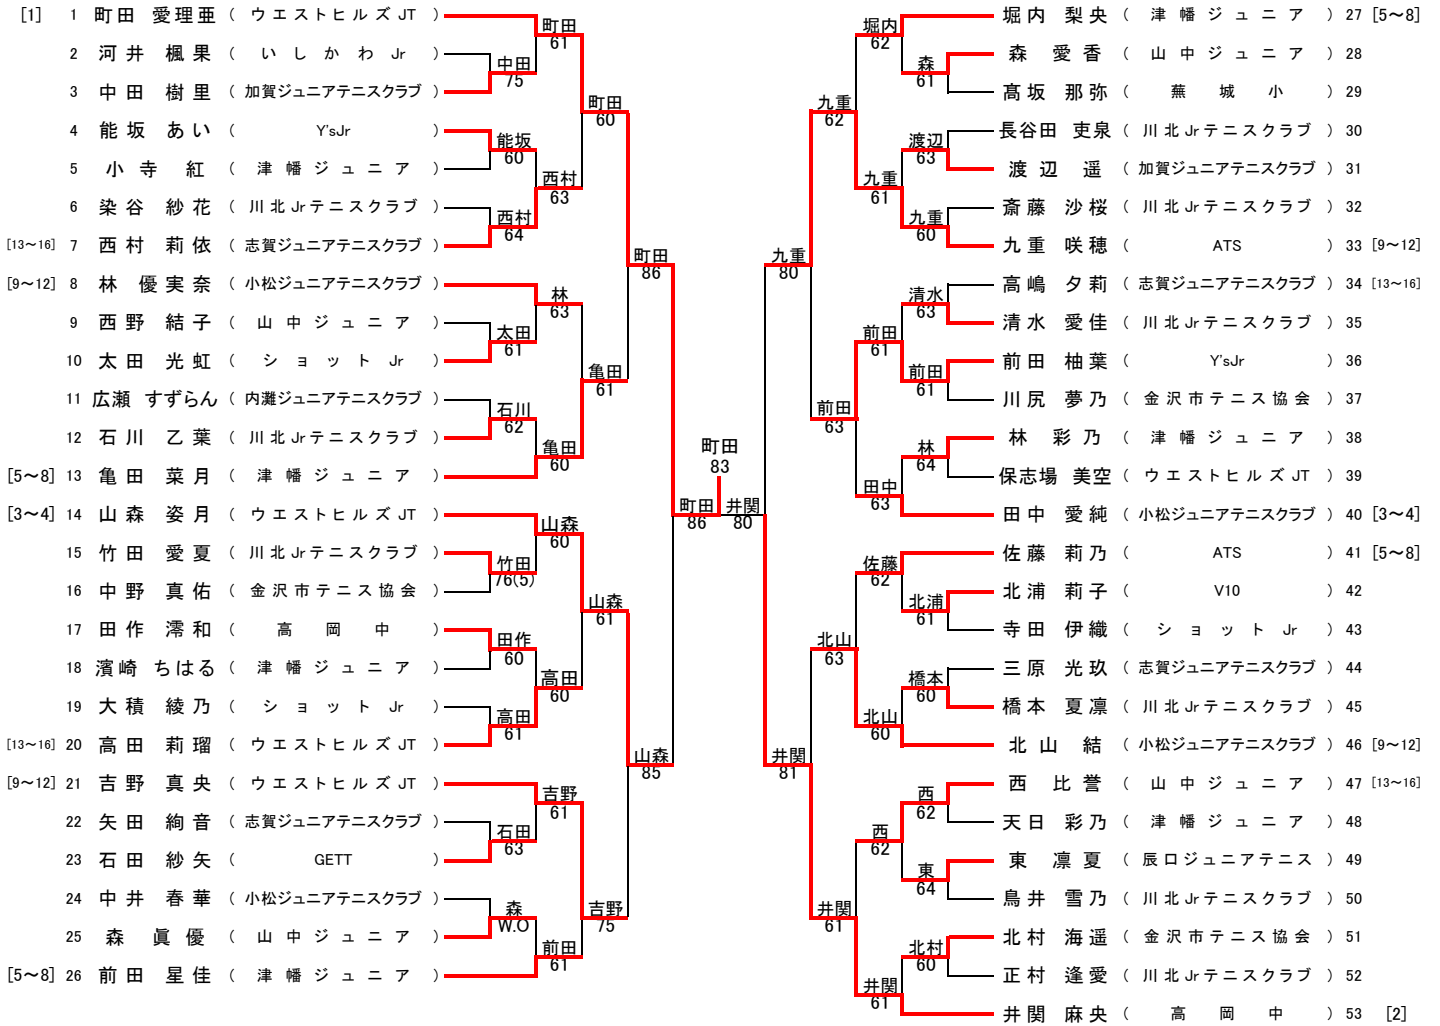 [1] 1 町田 愛理亜 ( ウエストヒルズJT )
2 河井 楓果 ( いしかわJr )
3 中田 樹里 ( 加賀ジュニアテニスクラブ )
4 能坂 あい ( Y'sJr )
5 小寺 紅 ( 津幡ジュニア )
6 染谷 紗花 ( 川北Jrテニスクラブ )
[13～16] 7 西村 莉依 ( 志賀ジュニアテニスクラブ )
[9～12] 8 林 優実奈 ( 小松ジュニアテニスクラブ )
9 西野 結子 ( 山中ジュニア )
10 太田 光虹 ( ショットJr )
11 広瀬 すずらん ( 内灘ジュニアテニスクラブ )
12 石川 乙葉 ( 川北Jrテニスクラブ )
[5～8] 13 亀田 菜月 ( 津幡ジュニア )
[3～4] 14 山森 姿月 ( ウエストヒルズJT )
15 竹田 愛夏 ( 川北Jrテニスクラブ )
16 中野 真佑 ( 金沢市テニス協会 )
17 田作 澪和 ( 高岡中 )
18 濱崎 ちはる ( 津幡ジュニア )
19 大積 綾乃 ( ショットJr )
[13～16] 20 高田 莉瑠 ( ウエストヒルズJT )
[9～12] 21 吉野 真央 ( ウエストヒルズJT )
22 矢田 絢音 ( 志賀ジュニアテニスクラブ )
23 石田 紗矢 ( GETT )
24 中井 春華 ( 小松ジュニアテニスクラブ )
25 森 眞優 ( 山中ジュニア )
[5～8] 26 前田 星佳 ( 津幡ジュニア )
中田
75
能坂
60
西村
64
太田
61
石川
62
竹田
76(5)
田作
60
高田
61
石田
63
森
W.O
町田
61
西村
63
林
63
亀田
60
山森
60
高田
60
吉野
61
前田
61
町田
60
亀田
61
山森
61
吉野
75
町田
86
山森
85
町田
86
町田
83
井関
80
九重
80
井関
81
九重
62
前田
63
北山
63
井関
61
堀内
62
九重
61
前田
61
田中
63
佐藤
62
北山
60
西
62
井関
61
森
61
渡辺
63
九重
60
清水
63
前田
61
林
64
北浦
61
橋本
60
西
62
東
64
北村
60
堀内 梨央 ( 津幡ジュニア ) 27 [5～8]
森 愛香 ( 山中ジュニア ) 28
髙坂 那弥 ( 蕪城小 ) 29
長谷田 吏泉 ( 川北Jrテニスクラブ ) 30
渡辺 遥 ( 加賀ジュニアテニスクラブ ) 31
斎藤 沙桜 ( 川北Jrテニスクラブ ) 32
九重 咲穂 ( ATS ) 33 [9～12]
高嶋 夕莉 ( 志賀ジュニアテニスクラブ ) 34 [13～16]
清水 愛佳 ( 川北Jrテニスクラブ ) 35
前田 柚葉 ( Y'sJr ) 36
川尻 夢乃 ( 金沢市テニス協会 ) 37
林 彩乃 ( 津幡ジュニア ) 38
保志場 美空 ( ウエストヒルズJT ) 39
田中 愛純 ( 小松ジュニアテニスクラブ ) 40 [3～4]
佐藤 莉乃 ( ATS ) 41 [5～8]
北浦 莉子 ( V10 ) 42
寺田 伊織 ( ショットJr ) 43
三原 光玖 ( 志賀ジュニアテニスクラブ ) 44
橋本 夏凛 ( 川北Jrテニスクラブ ) 45
北山 結 ( 小松ジュニアテニスクラブ ) 46 [9～12]
西 比誉 ( 山中ジュニア ) 47 [13～16]
天日 彩乃 ( 津幡ジュニア ) 48
東 凛夏 ( 辰口ジュニアテニス ) 49
鳥井 雪乃 ( 川北Jrテニスクラブ ) 50
北村 海遥 ( 金沢市テニス協会 ) 51
正村 逢愛 ( 川北Jrテニスクラブ ) 52
井関 麻央 ( 高岡中 ) 53 [2]